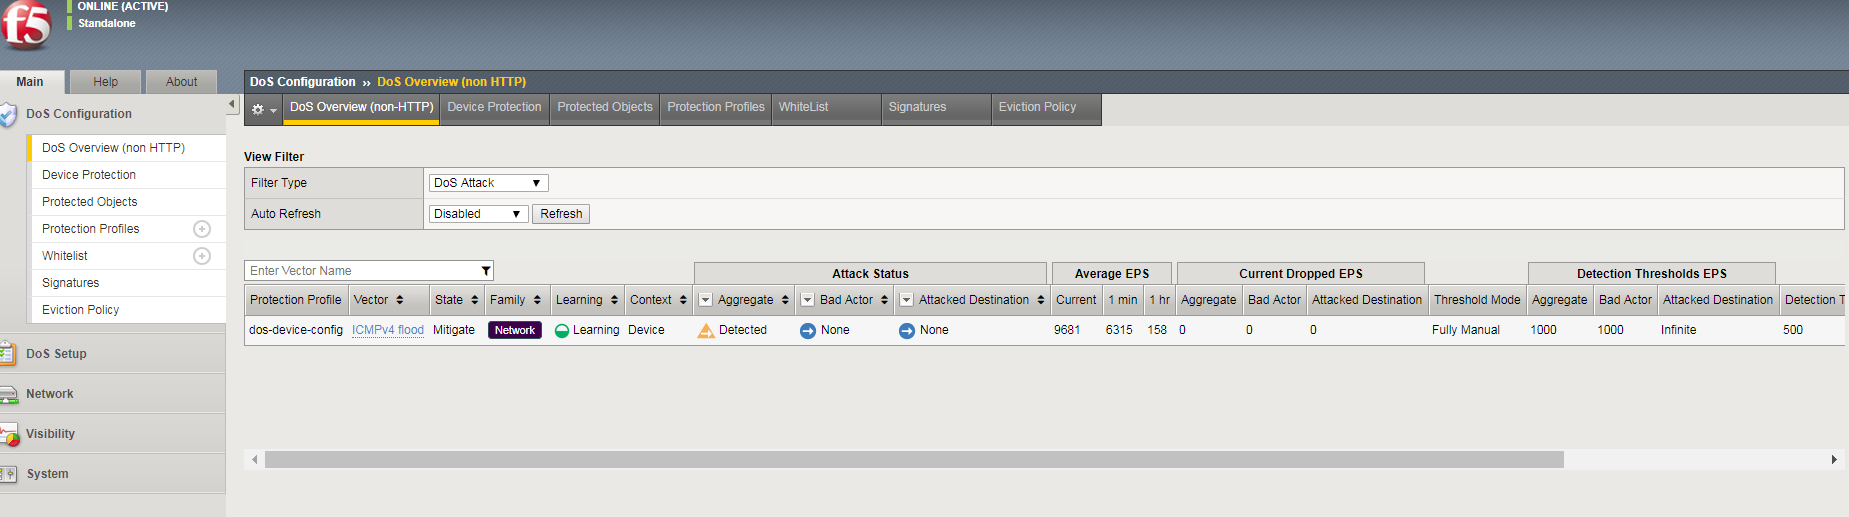 f5
ONLINE (ACTIVE)
Standalone
Main Help About
DoS Configuration
DoS Overview (non HTTP)
Device Protection
Protected Objects
Protection Profiles
Whitelist
Signatures
Eviction Policy
DoS Setup
Network
Visibility
System
DoS Configuration ›› DoS Overview (non HTTP)
DoS Overview (non-HTTP) Device Protection Protected Objects Protection Profiles WhiteList Signatures Eviction Policy
View Filter
Filter Type DoS Attack
Auto Refresh Disabled Refresh
Enter Vector Name
Attack Status Average EPS Current Dropped EPS Detection Thresholds EPS
Protection Profile Vector State Family Learning Context Aggregate Bad Actor Attacked Destination Current 1 min 1 hr Aggregate Bad Actor Attacked Destination Threshold Mode Aggregate Bad Actor Attacked Destination Detection T
dos-device-config ICMPv4 flood Mitigate Network Learning Device Detected None None 9681 6315 158 0 0 0 Fully Manual 1000 1000 Infinite 500